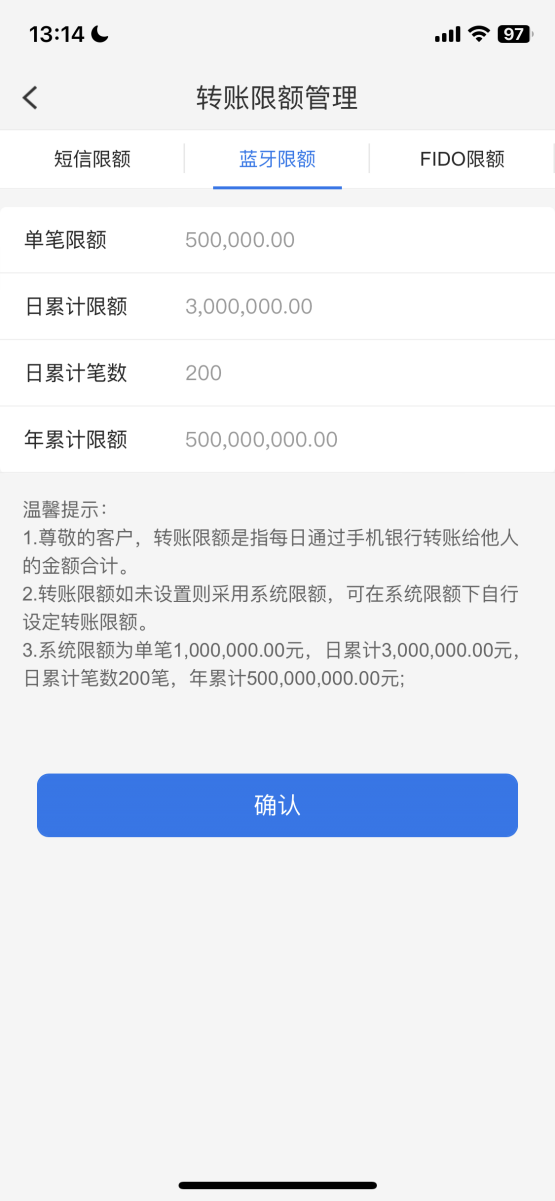 13:14
97
转账限额管理
短信限额
蓝牙限额
FIDO限额
单笔限额 500,000.00
日累计限额 3,000,000.00
日累计笔数 200
年累计限额 500,000,000.00
温馨提示：
1.尊敬的客户，转账限额是指每日通过手机银行转账给他人
的金额合计。
2.转账限额如未设置则采用系统限额，可在系统限额下自行
设定转账限额。
3.系统限额为单笔1,000,000.00元，日累计3,000,000.00元，
日累计笔数200笔，年累计500,000,000.00元;
确认